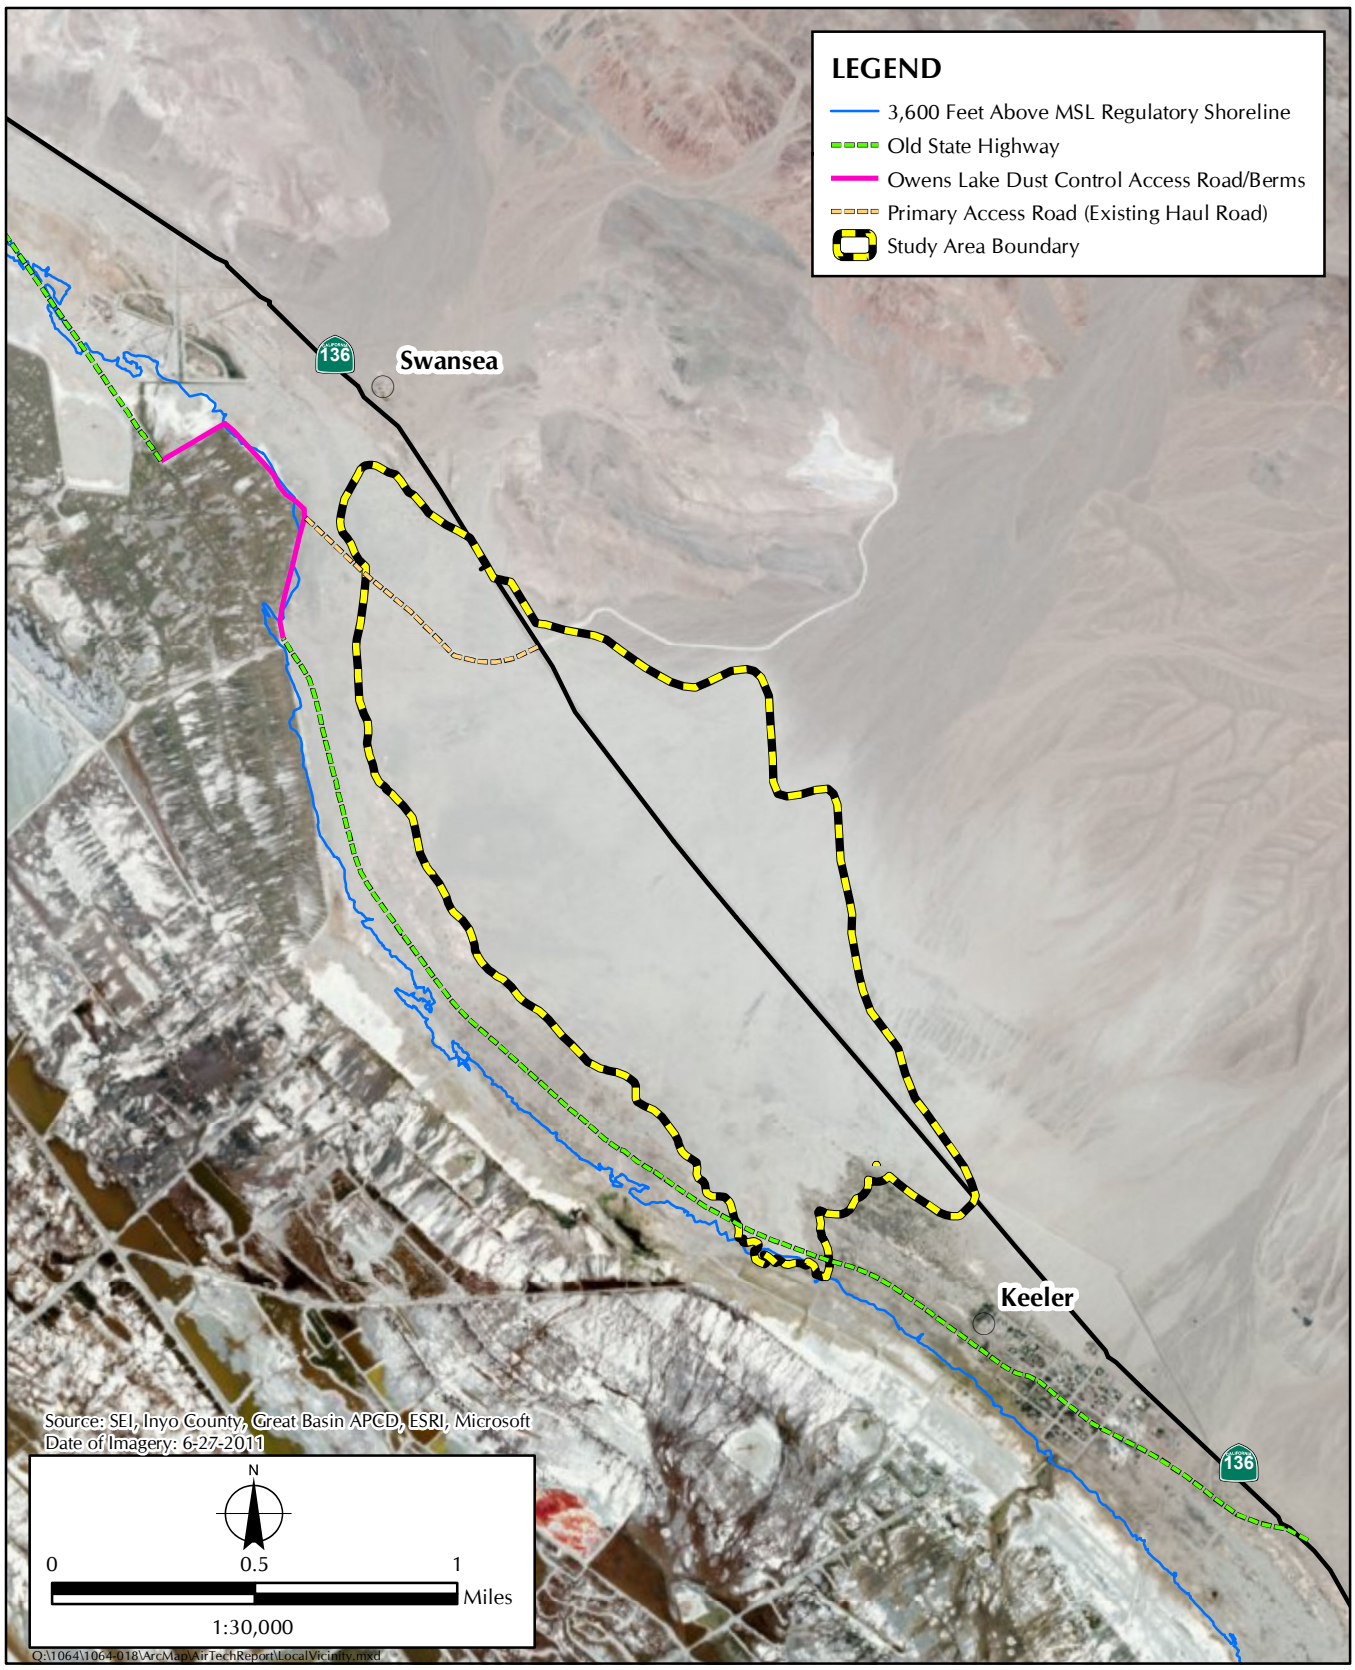 LEGEND
3,600 Feet Above MSL Regulatory Shoreline
Old State Highway
Owens Lake Dust Control Access Road/Berms
Primary Access Road (Existing Haul Road)
Study Area Boundary
CALIFORNIA
136
Swansea
Keeler
CALIFORNIA
136
Source: SEI, Inyo County, Great Basin APCD, ESRI, Microsoft
Date of Imagery: 6-27-2011
N
0 0.5 1
Miles
1:30,000
Q:\1064\1064-018\ArcMap\AirTechReport\LocalVicinity.mxd